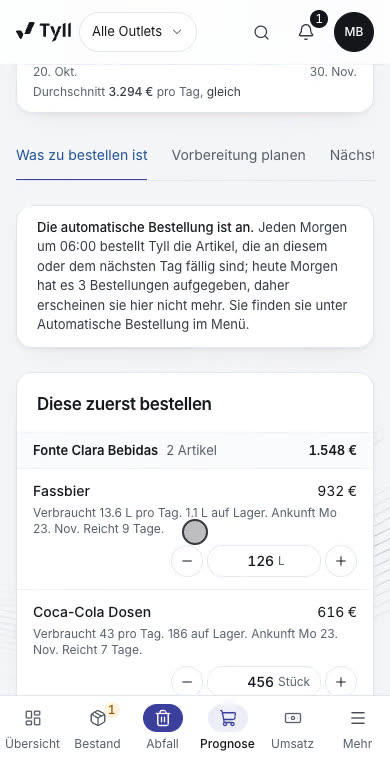 Tyll
Alle Outlets
1
MB
20. Okt.
30. Nov.
Durchschnitt 3.294 € pro Tag, gleich
Was zu bestellen ist
Vorbereitung planen
Nächst
Die automatische Bestellung ist an. Jeden Morgen
um 06:00 bestellt Tyll die Artikel, die an diesem
oder dem nächsten Tag fällig sind; heute Morgen
hat es 3 Bestellungen aufgegeben, daher
erscheinen sie hier nicht mehr. Sie finden sie unter
Automatische Bestellung im Menü.
Diese zuerst bestellen
Fonte Clara Bebidas 2 Artikel 1.548 €
Fassbier 932 €
Verbraucht 13.6 L pro Tag. 1.1 L auf Lager. Ankunft Mo
23. Nov. Reicht 9 Tage.
− 126 L +
Coca-Cola Dosen 616 €
Verbraucht 43 pro Tag. 186 auf Lager. Ankunft Mo 23.
Nov. Reicht 7 Tage.
− 456 Stück +
1
Übersicht
Bestand
Abfall
Prognose
Umsatz
Mehr